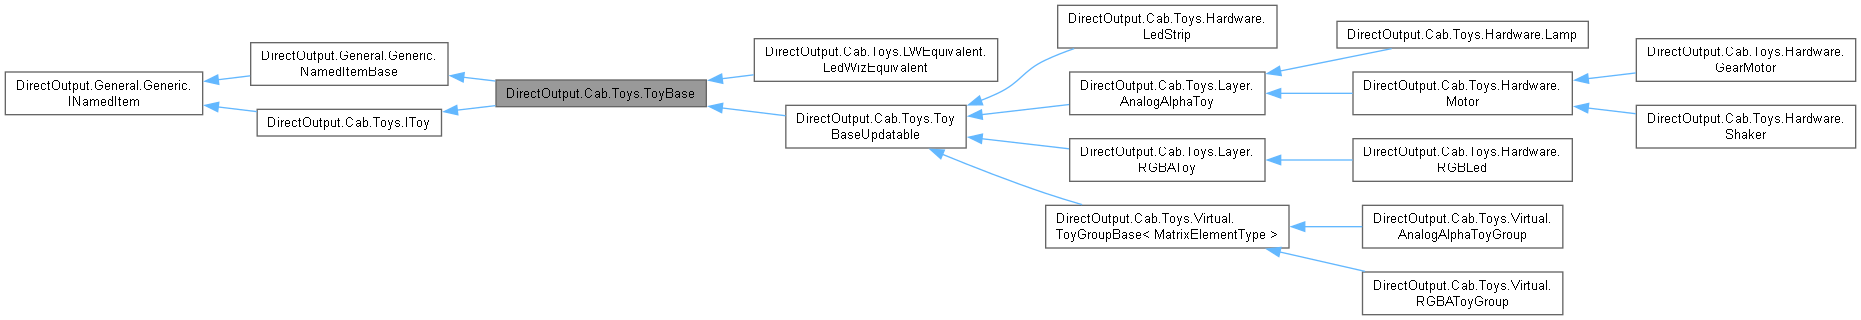 DirectOutput.General.Generic.
INamedItem
DirectOutput.General.Generic.
NamedItemBase
DirectOutput.Cab.Toys.IToy
DirectOutput.Cab.Toys.ToyBase
DirectOutput.Cab.Toys.LWEquivalent.
LedWizEquivalent
DirectOutput.Cab.Toys.Toy
BaseUpdatable
DirectOutput.Cab.Toys.Hardware.
LedStrip
DirectOutput.Cab.Toys.Layer.
AnalogAlphaToy
DirectOutput.Cab.Toys.Layer.
RGBAToy
DirectOutput.Cab.Toys.Virtual.
ToyGroupBase< MatrixElementType >
DirectOutput.Cab.Toys.Hardware.Lamp
DirectOutput.Cab.Toys.Hardware.
Motor
DirectOutput.Cab.Toys.Hardware.
RGBLed
DirectOutput.Cab.Toys.Virtual.
AnalogAlphaToyGroup
DirectOutput.Cab.Toys.Virtual.
RGBAToyGroup
DirectOutput.Cab.Toys.Hardware.
GearMotor
DirectOutput.Cab.Toys.Hardware.
Shaker